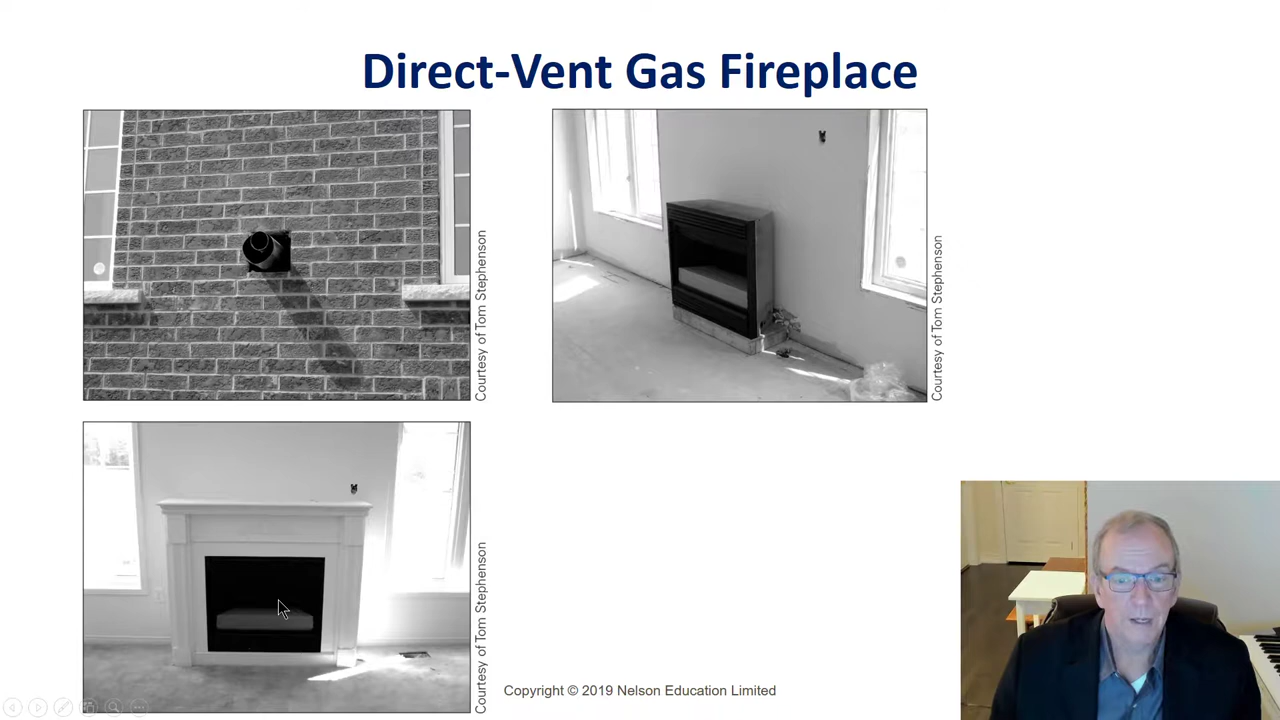 Direct-Vent Gas Fireplace
Courtesy of Tom Stephenson
Courtesy of Tom Stephenson
Courtesy of Tom Stephenson
Copyright © 2019 Nelson Education Limited